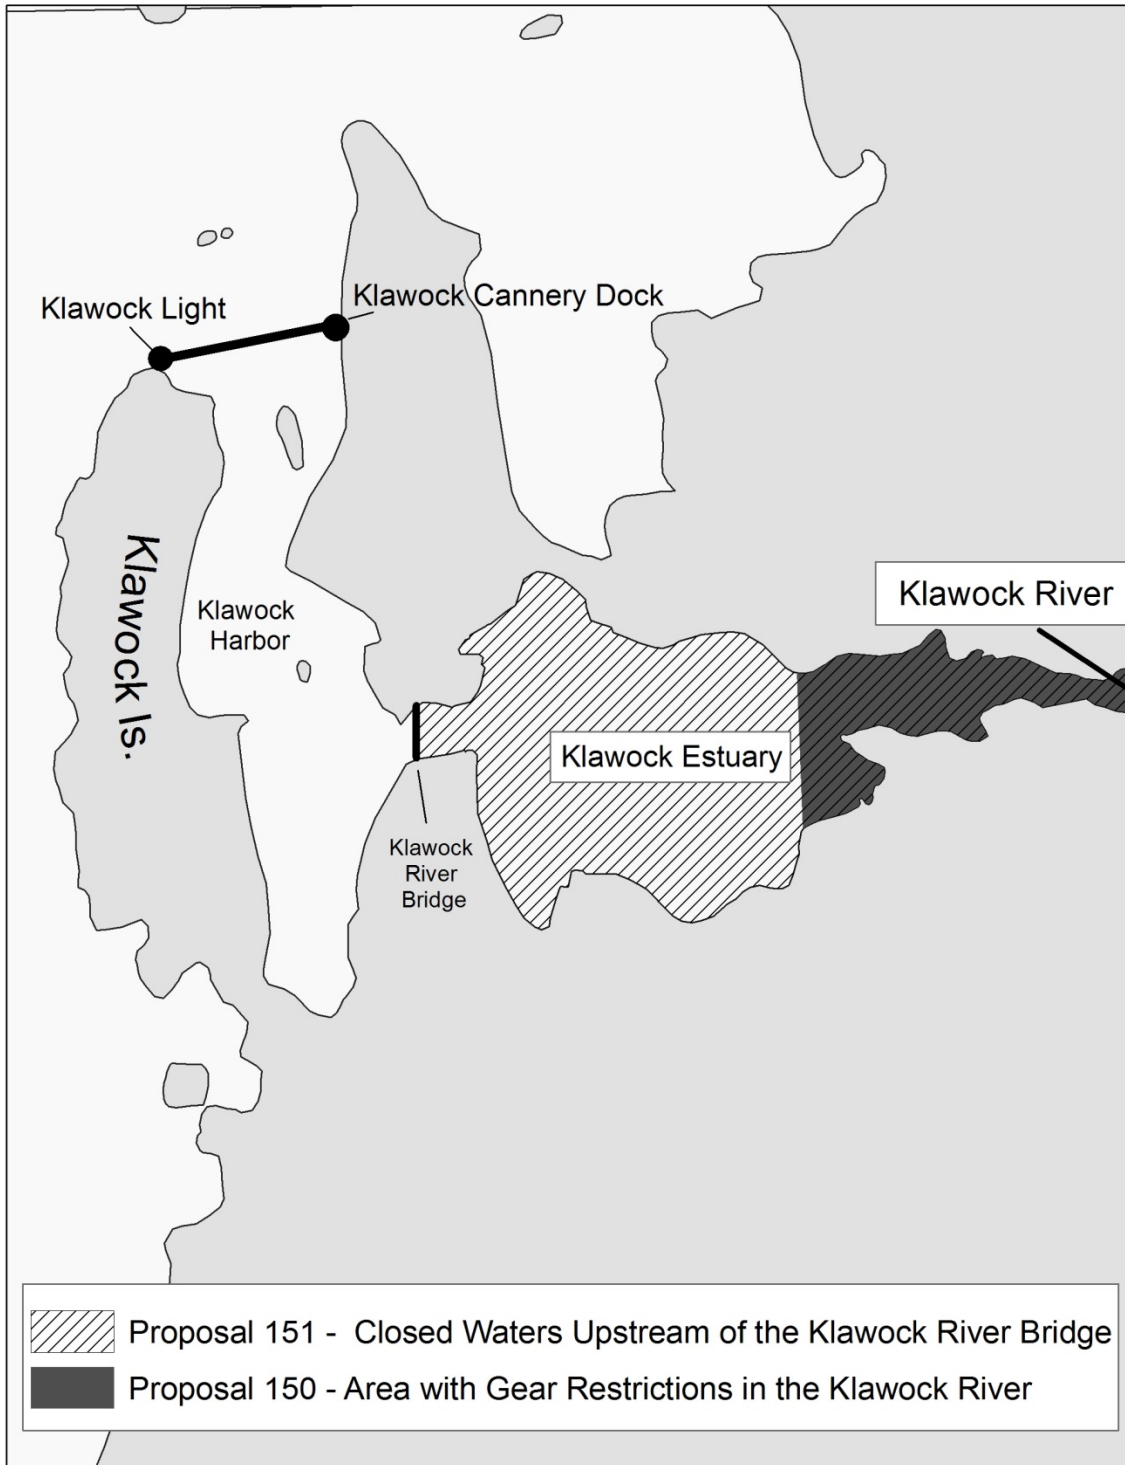 Klawock Light
Klawock Cannery Dock
Klawock River
Klawock Is.
Klawock
Harbor
Klawock Estuary
Klawock
River
Bridge
Proposal 151 - Closed Waters Upstream of the Klawock River Bridge
Proposal 150 - Area with Gear Restrictions in the Klawock River